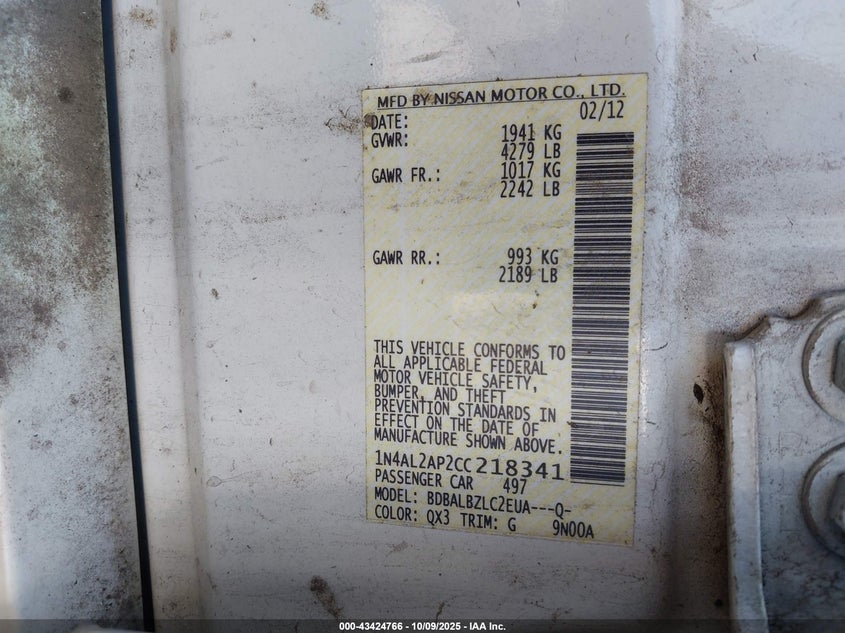 MFD BY NISSAN MOTOR CO., LTD.
DATE: 02/12
GVWR: 1941 KG
4279 LB
GAWR FR.: 1017 KG
2242 LB
GAWR RR.: 993 KG
2189 LB
THIS VEHICLE CONFORMS TO
ALL APPLICABLE FEDERAL
MOTOR VEHICLE SAFETY,
BUMPER, AND THEFT
PREVENTION STANDARDS IN
EFFECT ON THE DATE OF
MANUFACTURE SHOWN ABOVE.
1N4AL2AP2CC218341
PASSENGER CAR 497
MODEL: BDBALBZLC2EUA---Q-
COLOR: QX3 TRIM: G 9N00A
000-43424766 - 10/09/2025 - IAA Inc.